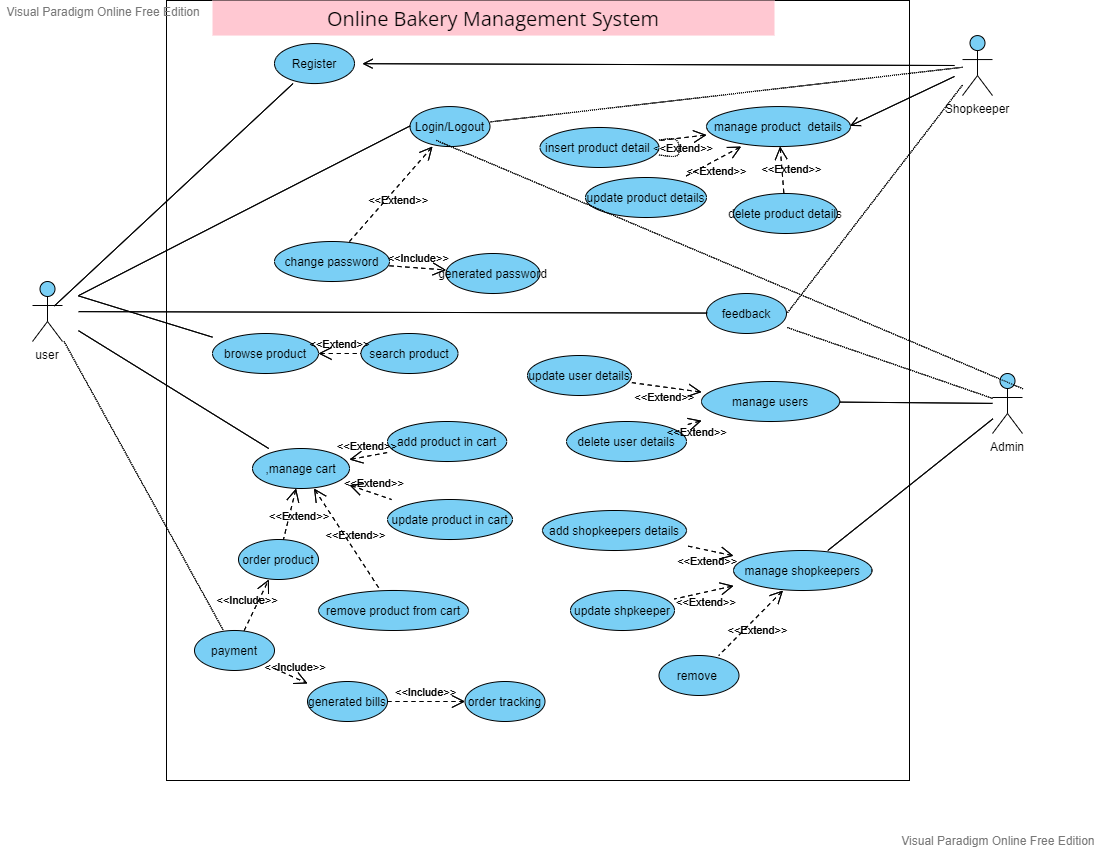 Visual Paradigm Online Free Edition
Online Bakery Management System
Register
Shopkeeper
Login/Logout
manage product  details
insert product detail
<<Extend>>
<<Extend>>
<<Extend>>
update product details
delete product details
<<Extend>>
change password
<<Include>>
generated password
feedback
user
browse product
<<Extend>>
search product
update user details
<<Extend>>
manage users
delete user details
<<Extend>>
Admin
add product in cart
<<Extend>>
,manage cart
<<Extend>>
update product in cart
<<Extend>>
<<Extend>>
add shopkeepers details
<<Extend>>
manage shopkeepers
order product
<<Include>>
remove product from cart
update shpkeeper
<<Extend>>
<<Extend>>
payment
<<Include>>
remove
generated bills
<<Include>>
order tracking
Visual Paradigm Online Free Edition